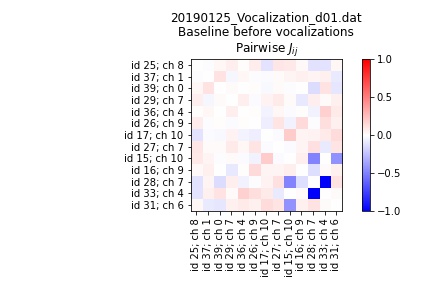 20190125_Vocalization_d01.dat
Baseline before vocalizations
Pairwise J_{ij}
id 25; ch 8
id 37; ch 1
id 39; ch 0
id 29; ch 7
id 36; ch 4
id 26; ch 9
id 17; ch 10
id 27; ch 7
id 15; ch 10
id 16; ch 9
id 28; ch 7
id 33; ch 4
id 31; ch 6
1.0
0.5
0.0
−0.5
−1.0
id 25; ch 8
id 37; ch 1
id 39; ch 0
id 29; ch 7
id 36; ch 4
id 26; ch 9
id 17; ch 10
id 27; ch 7
id 15; ch 10
id 16; ch 9
id 28; ch 7
id 33; ch 4
id 31; ch 6